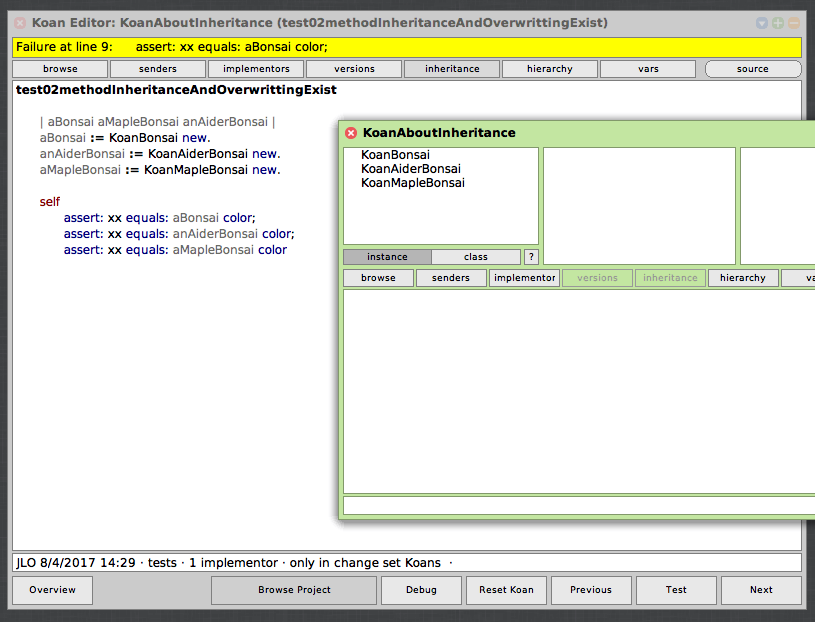 Koan Editor: KoanAboutInheritance (test02methodInheritanceAndOverwrittingExist)
Failure at line 9: assert: xx equals: aBonsai color;
browse senders implementors versions inheritance hierarchy vars source
test02methodInheritanceAndOverwrittingExist
| aBonsai aMapleBonsai anAiderBonsai |
aBonsai := KoanBonsai new.
anAiderBonsai := KoanAiderBonsai new.
aMapleBonsai := KoanMapleBonsai new.
self
assert: xx equals: aBonsai color;
assert: xx equals: anAiderBonsai color;
assert: xx equals: aMapleBonsai color
KoanAboutInheritance
KoanBonsai
KoanAiderBonsai
KoanMapleBonsai
instance class ?
browse senders implementor versions inheritance hierarchy va
JLO 8/4/2017 14:29 · tests · 1 implementor · only in change set Koans ·
Overview Browse Project Debug Reset Koan Previous Test Next